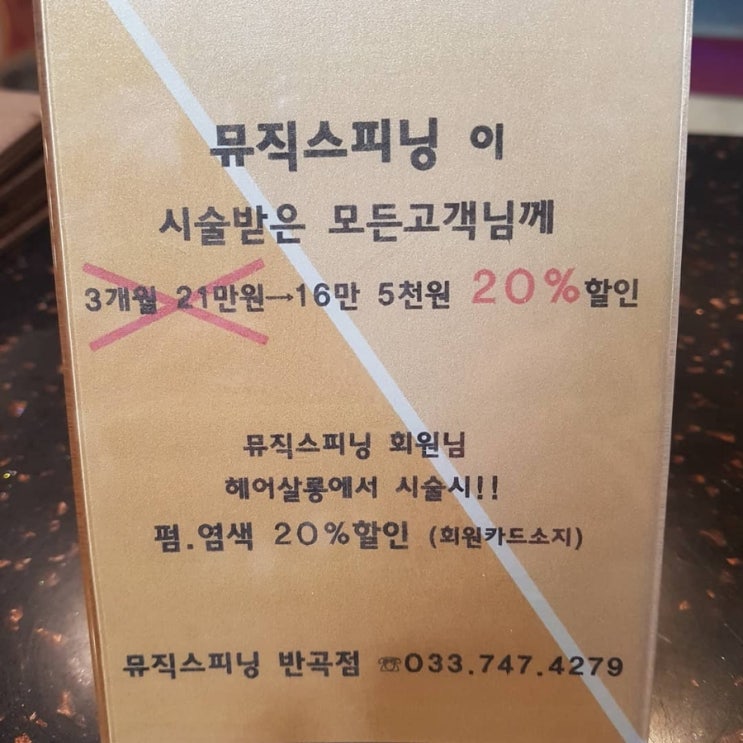 뮤직스피닝 이
시술받은 모든고객님께
3개월 21만원→16만 5천원 20%할인
뮤직스피닝 회원님
헤어살롱에서 시술시!!
펌.염색 20%할인 (회원카드소지)
뮤직스피닝 반곡점 ☏033.747.4279